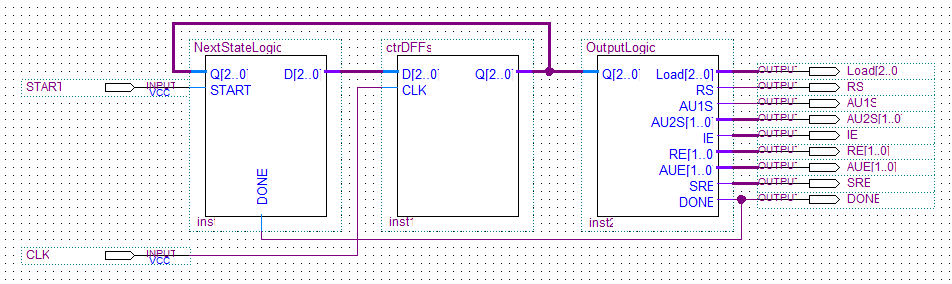 NextStateLogic
Q[2..0] D[2..0]
START
DONE
inst
ctrDFFs
D[2..0] Q[2..0]
CLK
inst1
OutputLogic
Q[2..0] Load[2..0]
RS
AU1S
AU2S[1..0]
IE
RE[1..0]
AUE[1..0]
SRE
DONE
inst2
START INPUT
VCC
CLK INPUT
VCC
OUTPUT Load[2..0
OUTPUT RS
OUTPUT AU1S
OUTPUT AU2S[1..0]
OUTPUT IE
OUTPUT RE[1..0]
OUTPUT AUE[1..0]
OUTPUT SRE
OUTPUT DONE